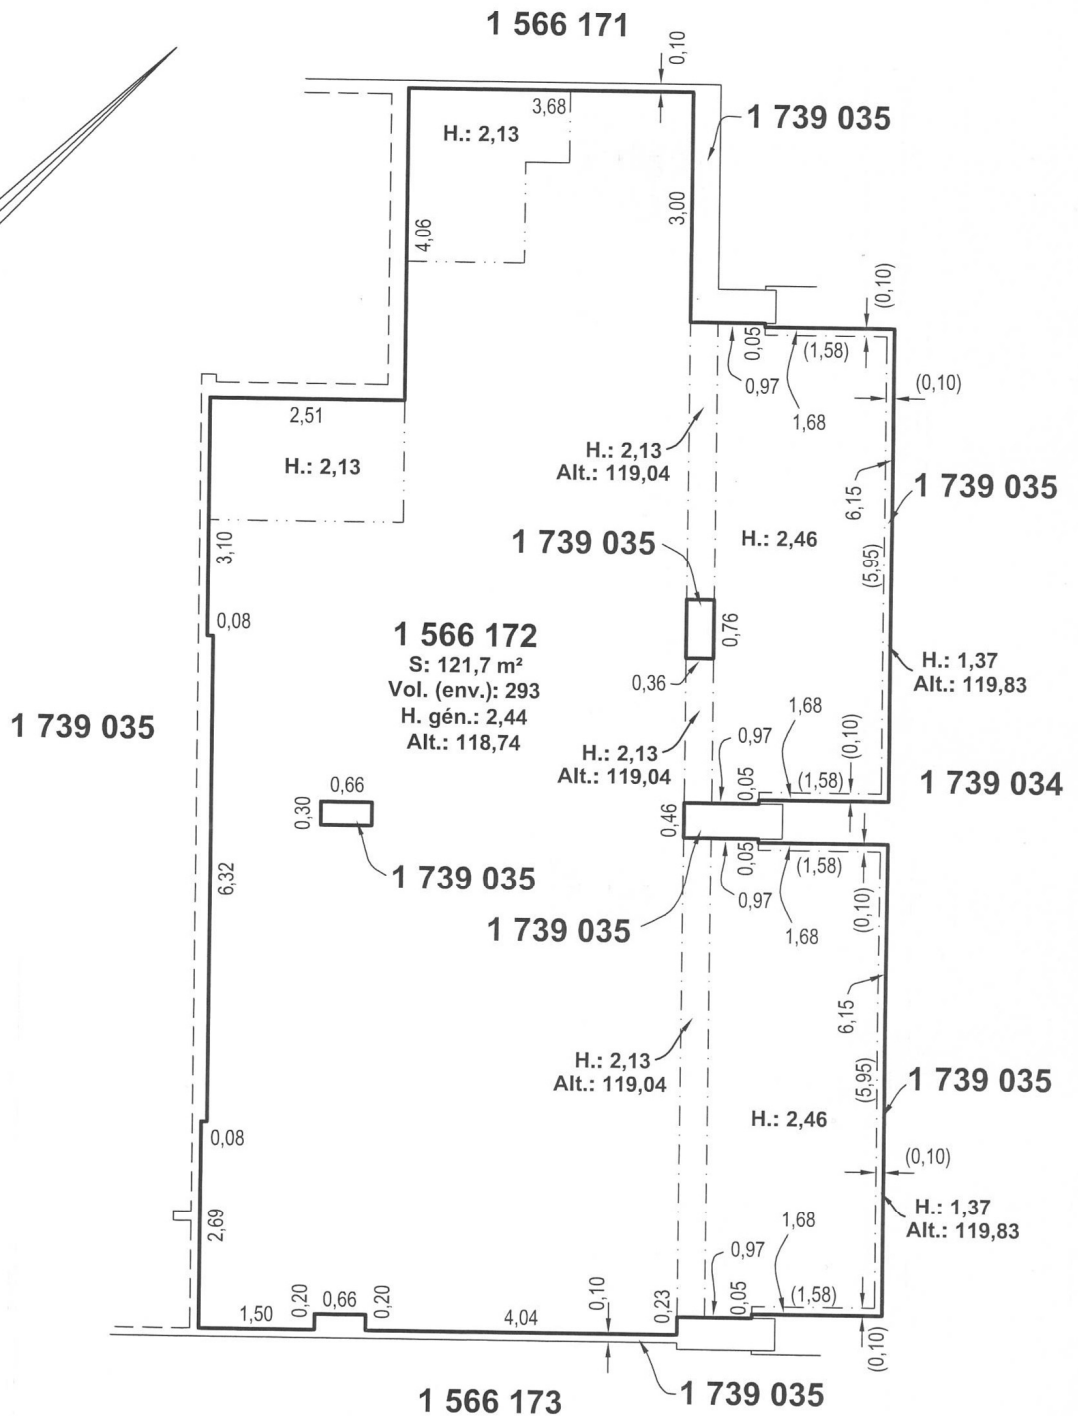 1 566 171
0,10
3,68
H.: 2,13
1 739 035
3,00
4,06
(0,10)
0,05
(1,58)
0,97
1,68
(0,10)
2,51
H.: 2,13
H.: 2,13
Alt.: 119,04
6,15
1 739 035
3,10
1 739 035
H.: 2,46
(5,95)
0,08
0,76
1 566 172
S: 121,7 m²
Vol. (env.): 293
H. gén.: 2,44
Alt.: 118,74
0,36
H.: 1,37
Alt.: 119,83
1 739 035
H.: 2,13
Alt.: 119,04
0,97
1,68
(0,10)
0,05
(1,58)
1 739 034
0,66
0,30
0,46
0,05
(1,58)
1 739 035
0,97
(0,10)
6,32
1 739 035
1,68
6,15
H.: 2,13
Alt.: 119,04
(5,95)
1 739 035
H.: 2,46
0,08
(0,10)
2,69
1,68
H.: 1,37
Alt.: 119,83
0,97
1,50
0,20
0,66
0,20
4,04
0,10
0,23
0,05
(1,58)
(0,10)
1 566 173
1 739 035